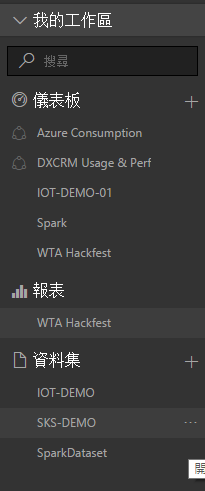 我的工作區
搜尋
儀表板
Azure Consumption
DXCRM Usage & Perf
IOT-DEMO-01
Spark
WTA Hackfest
報表
WTA Hackfest
資料集
IOT-DEMO
SKS-DEMO
開
SparkDataset